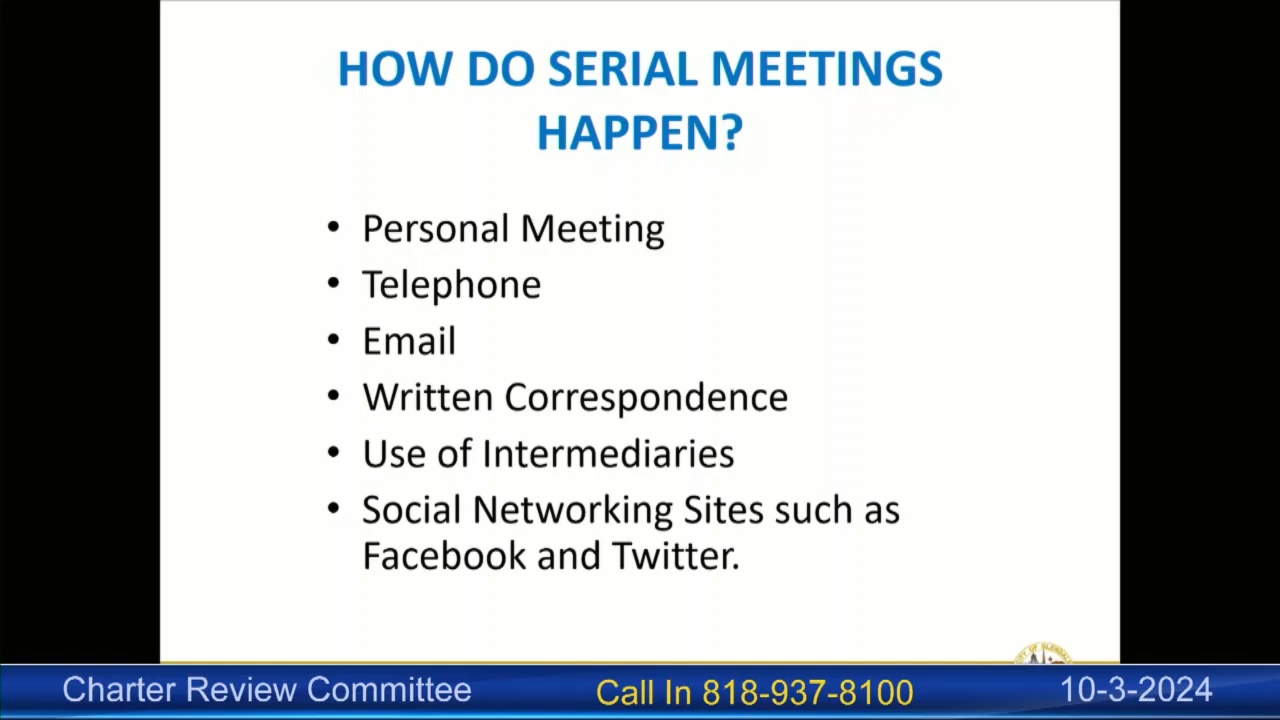 HOW DO SERIAL MEETINGS
HAPPEN?
• Personal Meeting
• Telephone
• Email
• Written Correspondence
• Use of Intermediaries
• Social Networking Sites such as
Facebook and Twitter.
Charter Review Committee
Call In 818-937-8100
10-3-2024